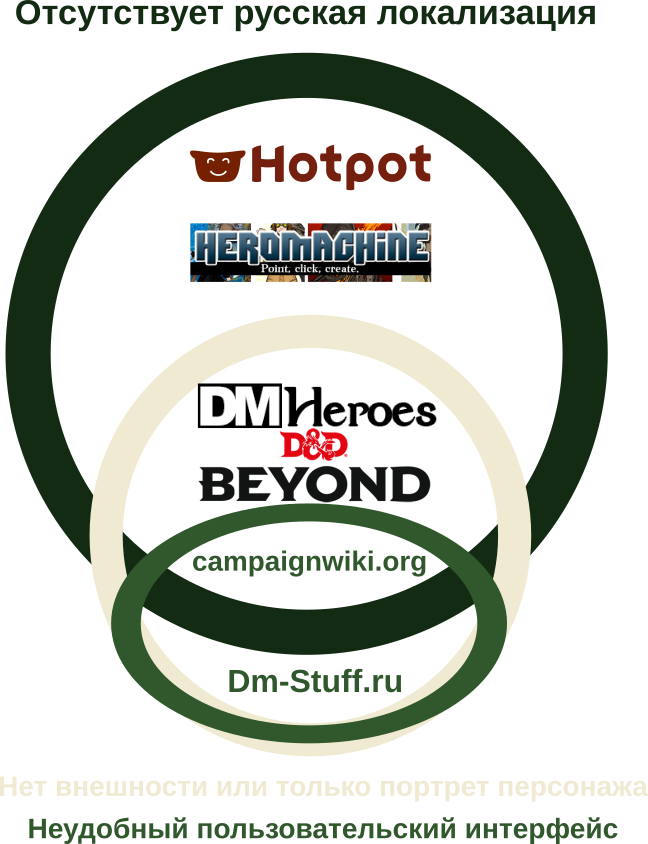 Отсутствует русская локализация
Hotpot
HEROMACHINE
Point, click, create.
DM Heroes
D&D
BEYOND
campaignwiki.org
Dm-Stuff.ru
Нет внешности или только портрет персонажа
Неудобный пользовательский интерфейс